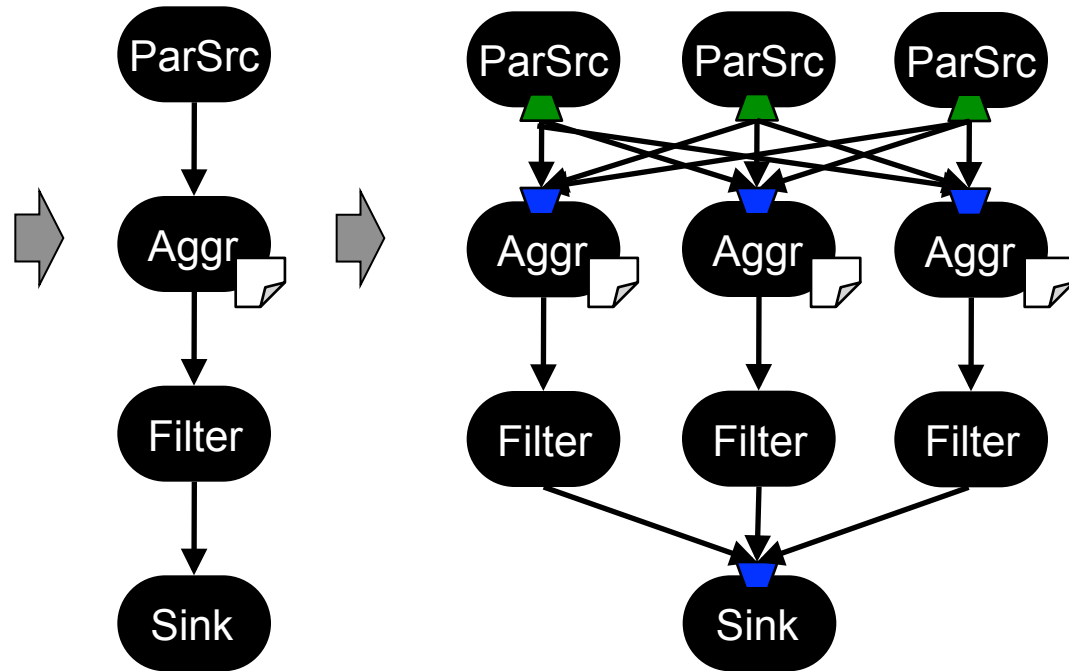 ParSrc
Aggr
Filter
Sink
ParSrc ParSrc ParSrc
Aggr Aggr Aggr
Filter Filter Filter
Sink